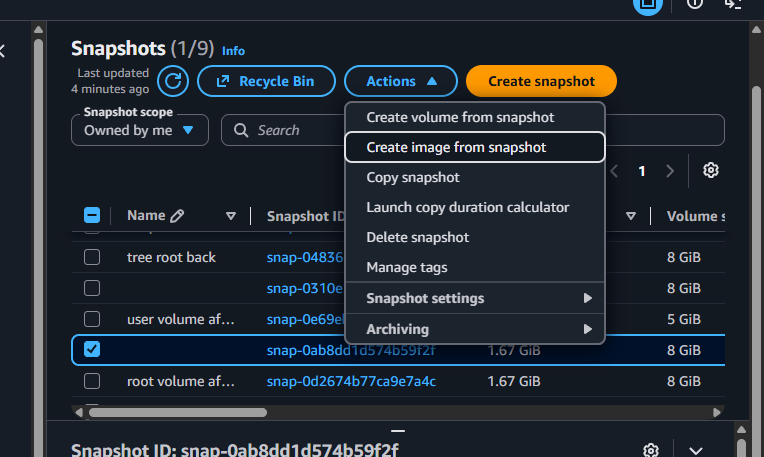 Snapshots (1/9) Info
Last updated
4 minutes ago
Recycle Bin
Actions
Create snapshot
Snapshot scope
Owned by me
Search
Create volume from snapshot
Create image from snapshot
Copy snapshot
Launch copy duration calculator
Delete snapshot
Manage tags
Snapshot settings
Archiving
1
Name Snapshot ID Volume s
tree root back snap-04836 8 GiB
snap-0310e 8 GiB
user volume af... snap-0e69e 5 GiB
snap-0ab8dd1d574b59f2f 1.67 GiB 8 GiB
root volume af... snap-0d2674b77ca9e7a4c 1.67 GiB 8 GiB
Snapshot ID: snap-0ab8dd1d574b59f2f